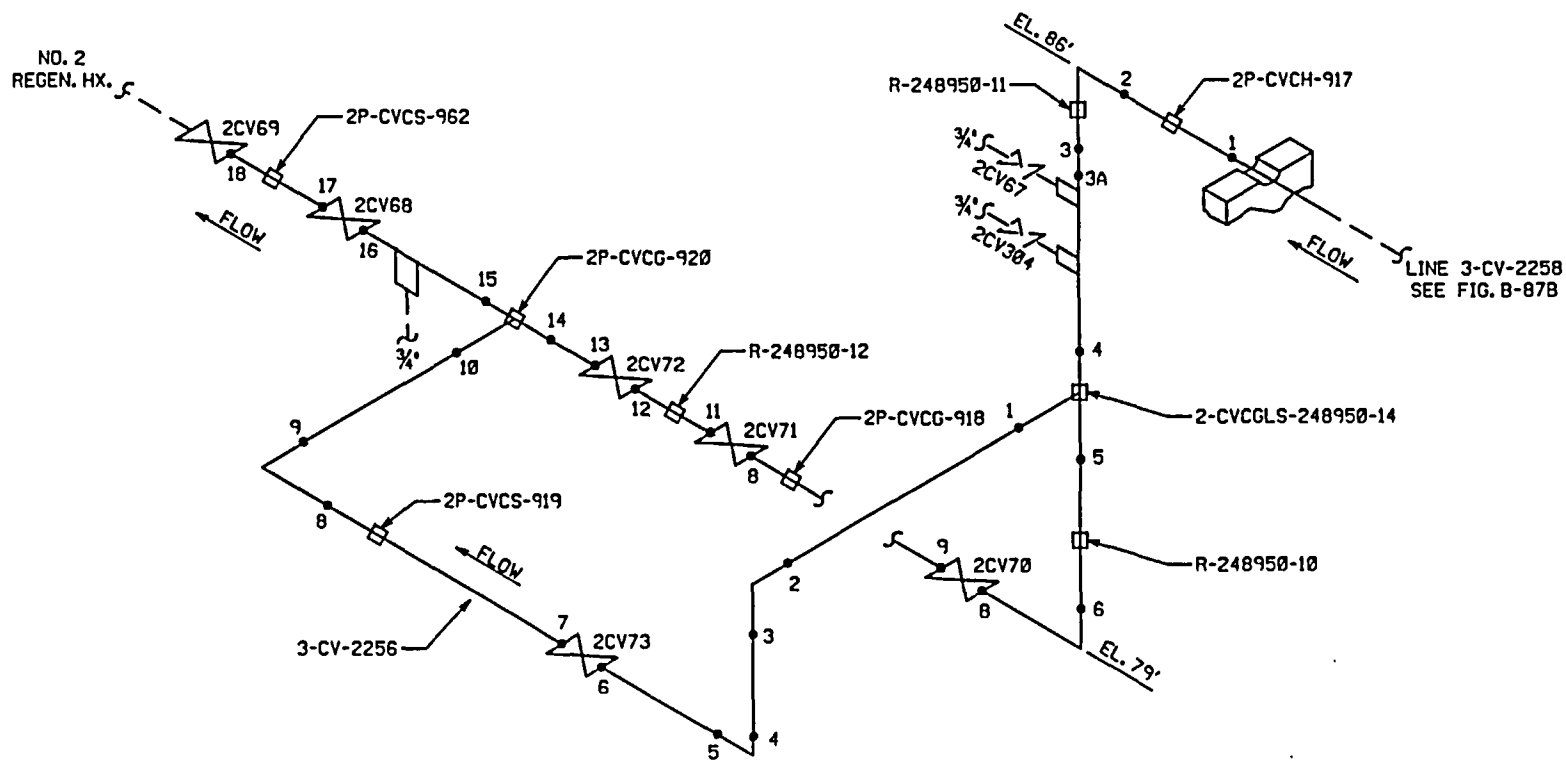 NO. 2
REGEN. HX.
2CV69
18
2P-CVCS-962
17
2CV68
16
FLOW
3/4"
15
2P-CVCG-920
14
13
2CV72
12
R-248950-12
11
2CV71
8
2P-CVCG-918
10
9
8
2P-CVCS-919
FLOW
3-CV-2256
7
2CV73
6
5
4
3
2
1
EL. 86'
2
2P-CVCH-917
1
R-248950-11
3
3A
3/4"
2CV67
3/4"
2CV304
FLOW
LINE 3-CV-2258
SEE FIG. B-87B
4
2-CVCGLS-248950-14
5
R-248950-10
6
9
2CV70
8
EL. 79'